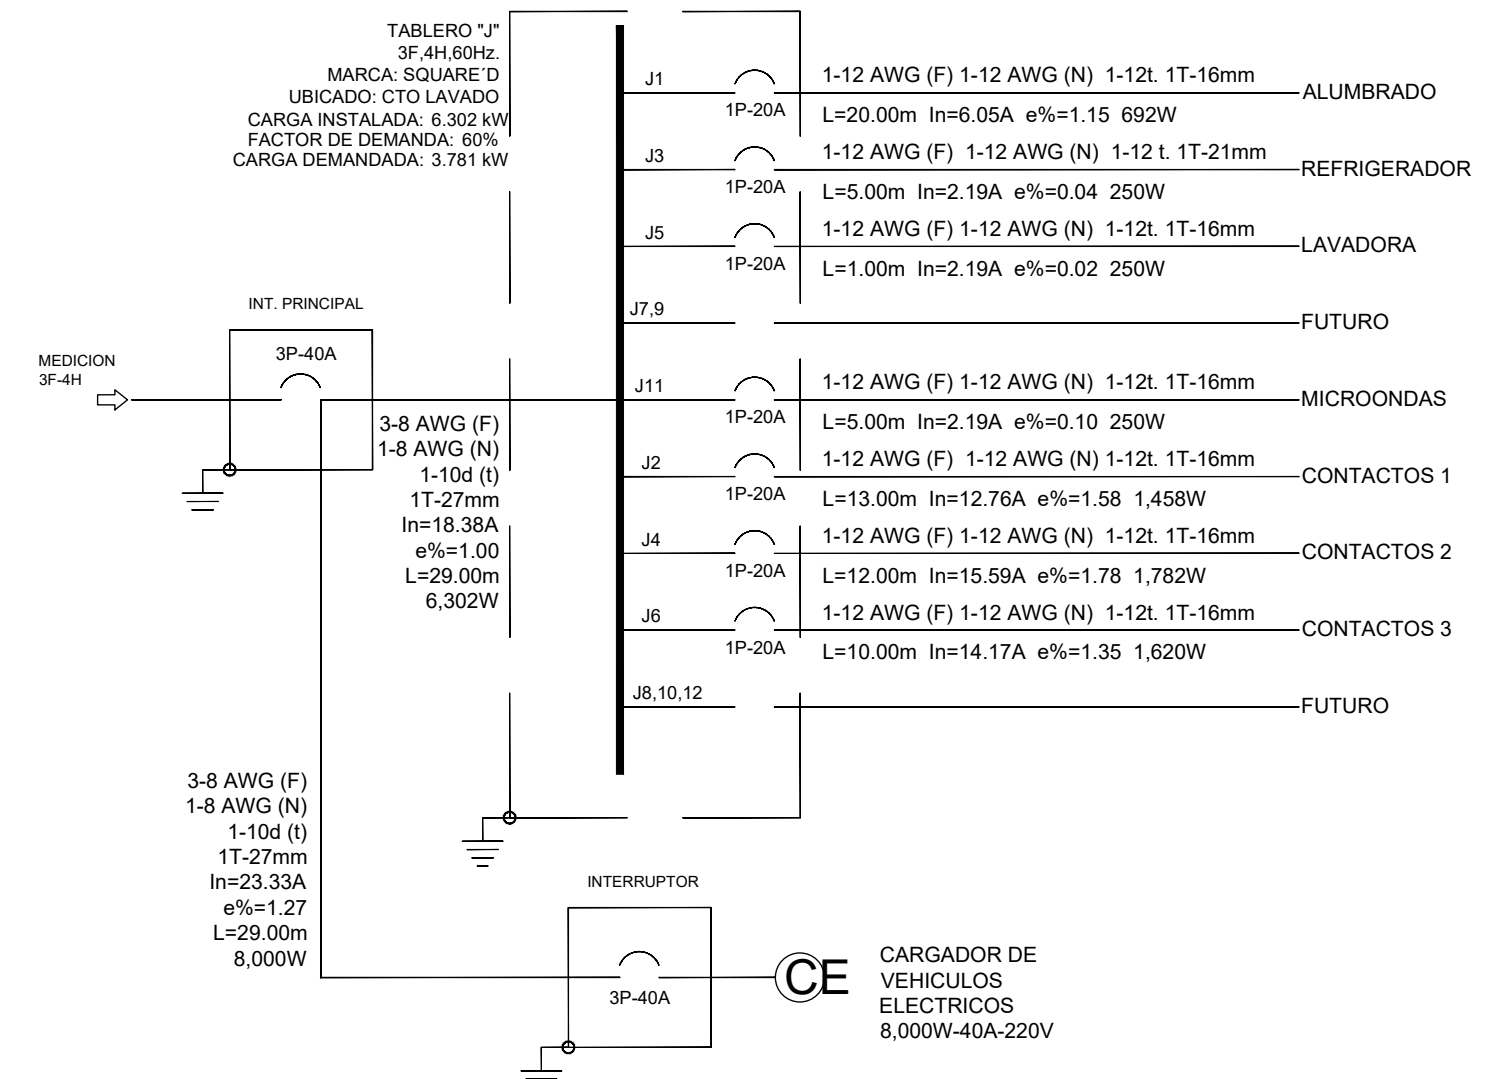 TABLERO "J"
3F,4H,60Hz.
MARCA: SQUARE´D
UBICADO: CTO LAVADO
CARGA INSTALADA: 6.302 kW
FACTOR DE DEMANDA: 60%
CARGA DEMANDADA: 3.781 kW
J1
1P-20A
1-12 AWG (F) 1-12 AWG (N) 1-12t. 1T-16mm
L=20.00m In=6.05A e%=1.15 692W
ALUMBRADO
J3
1P-20A
1-12 AWG (F) 1-12 AWG (N) 1-12 t. 1T-21mm
L=5.00m In=2.19A e%=0.04 250W
REFRIGERADOR
J5
1P-20A
1-12 AWG (F) 1-12 AWG (N) 1-12t. 1T-16mm
L=1.00m In=2.19A e%=0.02 250W
LAVADORA
J7,9
FUTURO
INT. PRINCIPAL
3P-40A
MEDICION
3F-4H
J11
1P-20A
1-12 AWG (F) 1-12 AWG (N) 1-12t. 1T-16mm
L=5.00m In=2.19A e%=0.10 250W
MICROONDAS
3-8 AWG (F)
1-8 AWG (N)
1-10d (t)
1T-27mm
In=18.38A
e%=1.00
L=29.00m
6,302W
J2
1P-20A
1-12 AWG (F) 1-12 AWG (N) 1-12t. 1T-16mm
L=13.00m In=12.76A e%=1.58 1,458W
CONTACTOS 1
J4
1P-20A
1-12 AWG (F) 1-12 AWG (N) 1-12t. 1T-16mm
L=12.00m In=15.59A e%=1.78 1,782W
CONTACTOS 2
J6
1P-20A
1-12 AWG (F) 1-12 AWG (N) 1-12t. 1T-16mm
L=10.00m In=14.17A e%=1.35 1,620W
CONTACTOS 3
J8,10,12
FUTURO
3-8 AWG (F)
1-8 AWG (N)
1-10d (t)
1T-27mm
In=23.33A
e%=1.27
L=29.00m
8,000W
INTERRUPTOR
3P-40A
CE
CARGADOR DE
VEHICULOS
ELECTRICOS
8,000W-40A-220V